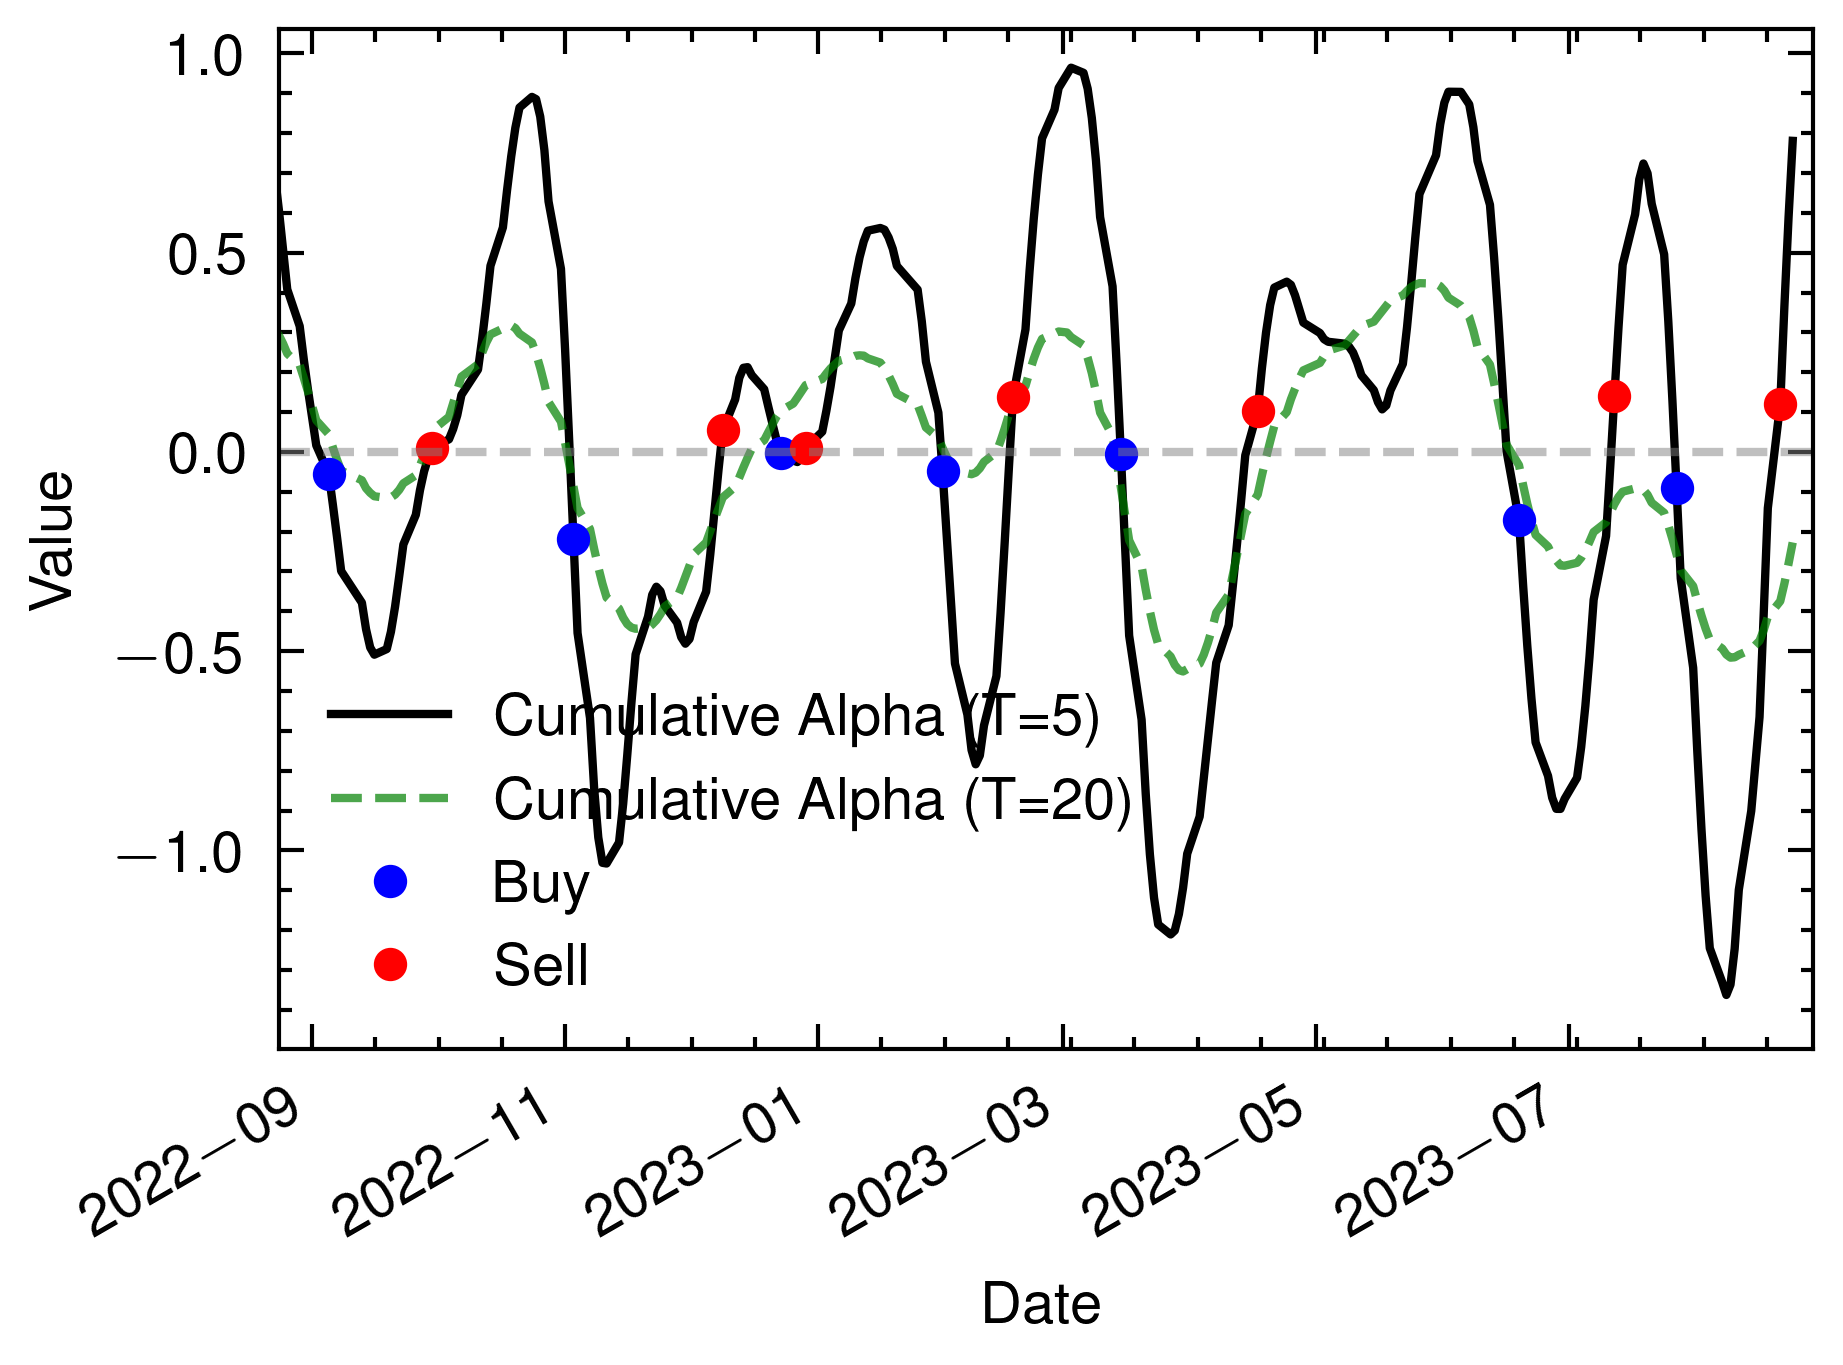 1.0
0.5
0.0
−0.5
−1.0
Value
Cumulative Alpha (T=5)
Cumulative Alpha (T=20)
Buy
Sell
2022−09
2022−11
2023−01
2023−03
2023−05
2023−07
Date